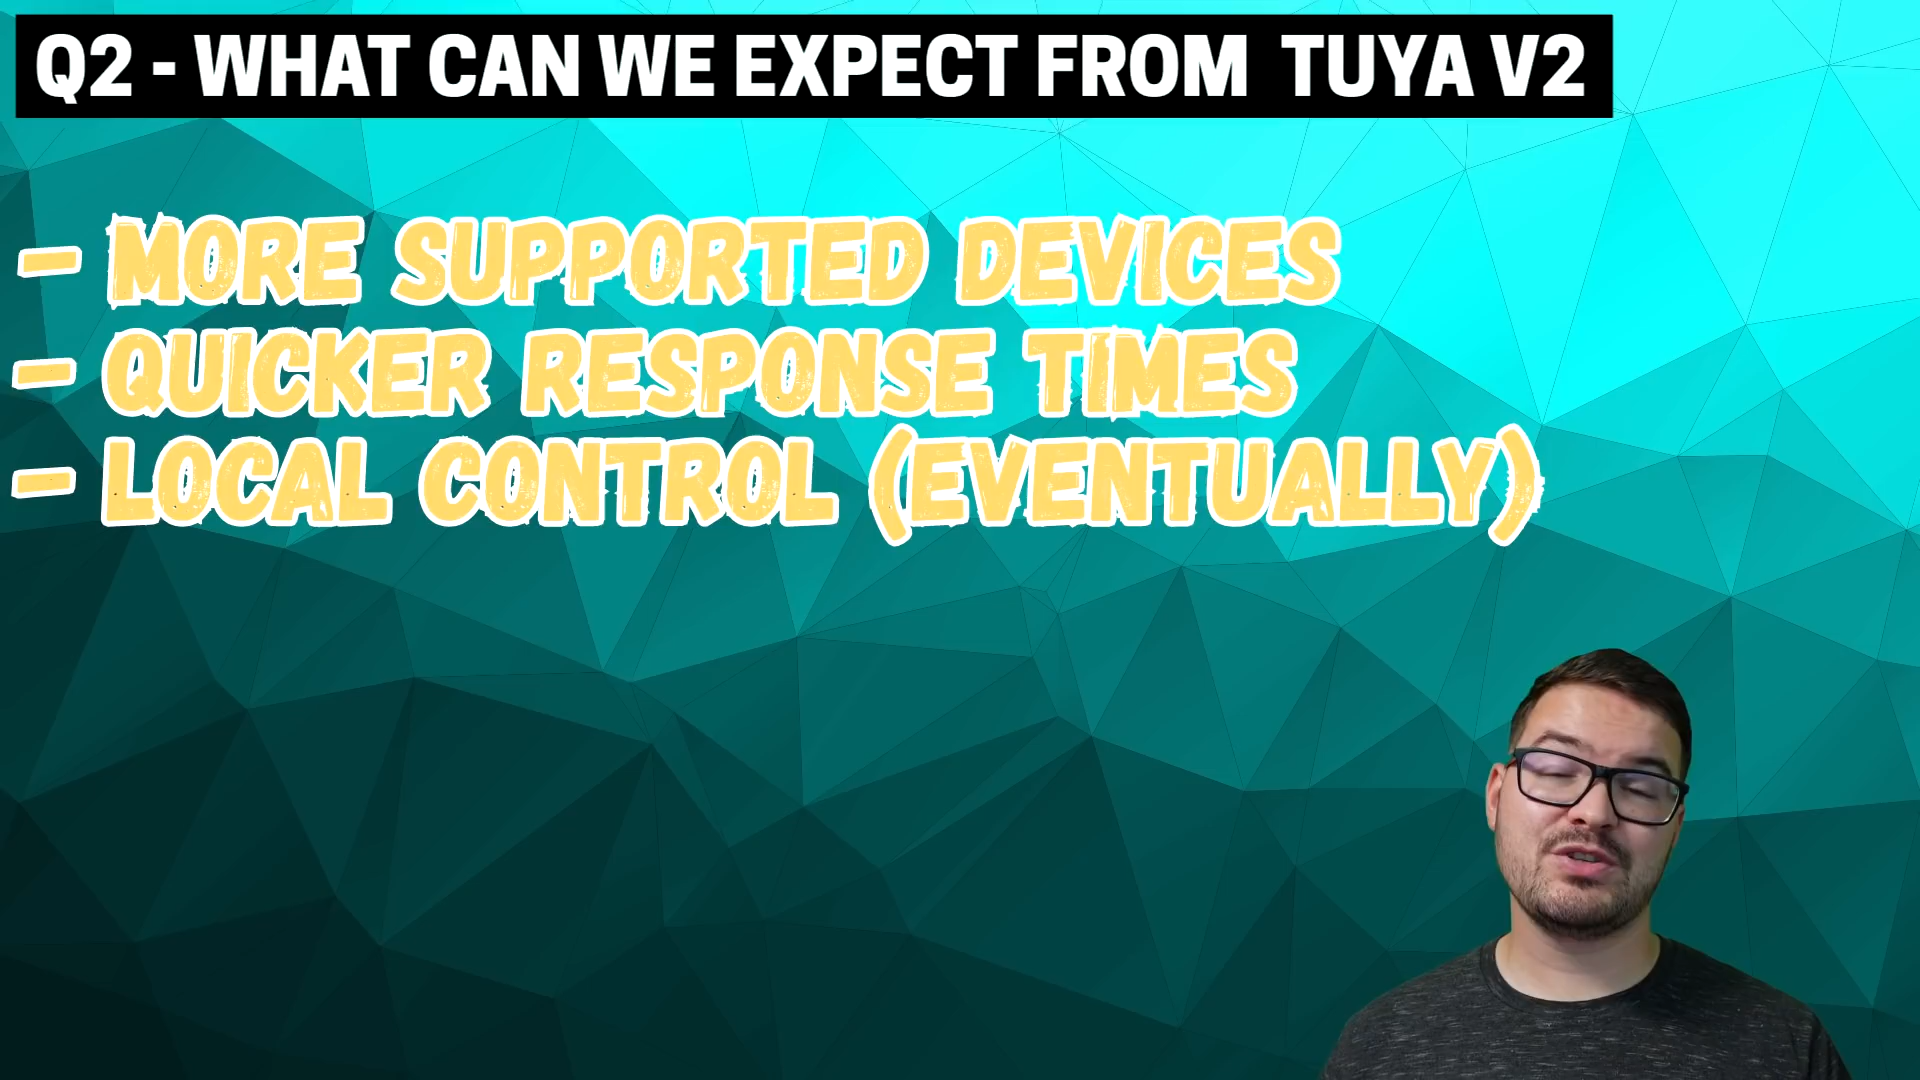 Q2 - WHAT CAN WE EXPECT FROM TUYA V2
- MORE SUPPORTED DEVICES
- QUICKER RESPONSE TIMES
- LOCAL CONTROL (EVENTUALLY)